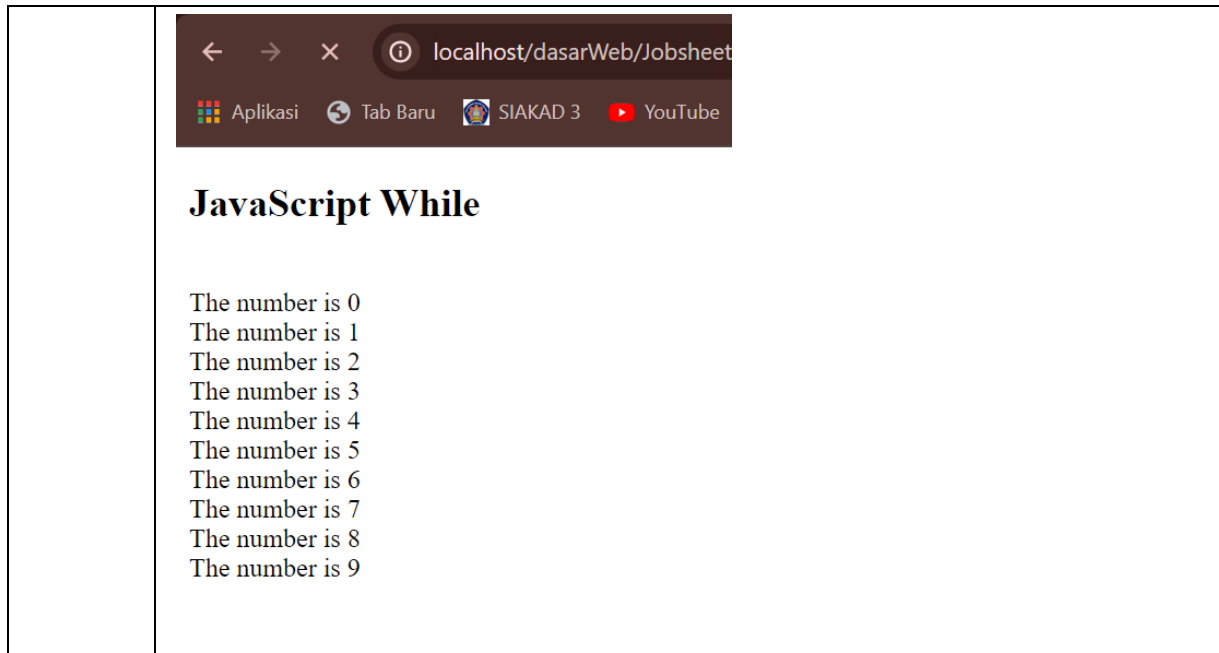 localhost/dasarWeb/Jobsheet
Aplikasi Tab Baru SIAKAD 3 YouTube
JavaScript While
The number is 0
The number is 1
The number is 2
The number is 3
The number is 4
The number is 5
The number is 6
The number is 7
The number is 8
The number is 9